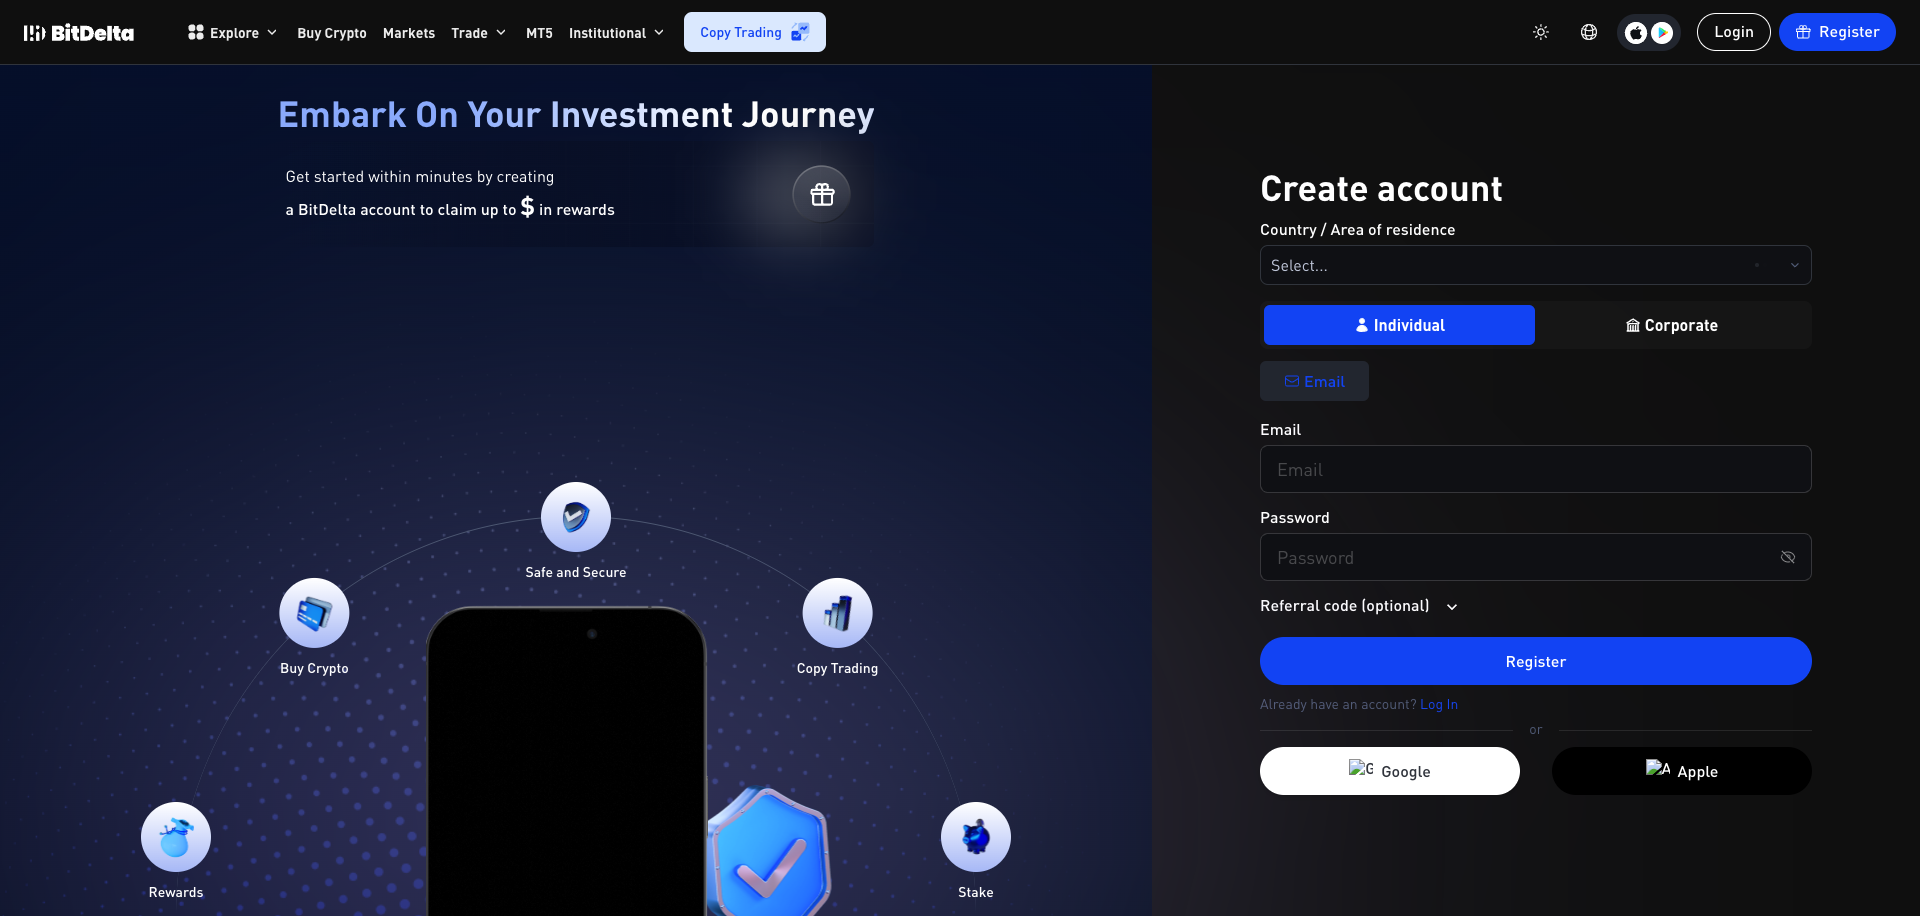 BitDelta
Explore
Buy Crypto
Markets
Trade
MT5
Institutional
Copy Trading
Login
Register
Embark On Your Investment Journey
Get started within minutes by creating
a BitDelta account to claim up to $ in rewards
Safe and Secure
Buy Crypto
Copy Trading
Rewards
Stake
Create account
Country / Area of residence
Select...
Individual
Corporate
Email
Email
Email
Password
Password
Referral code (optional)
Register
Already have an account? Log In
or
Google
Apple